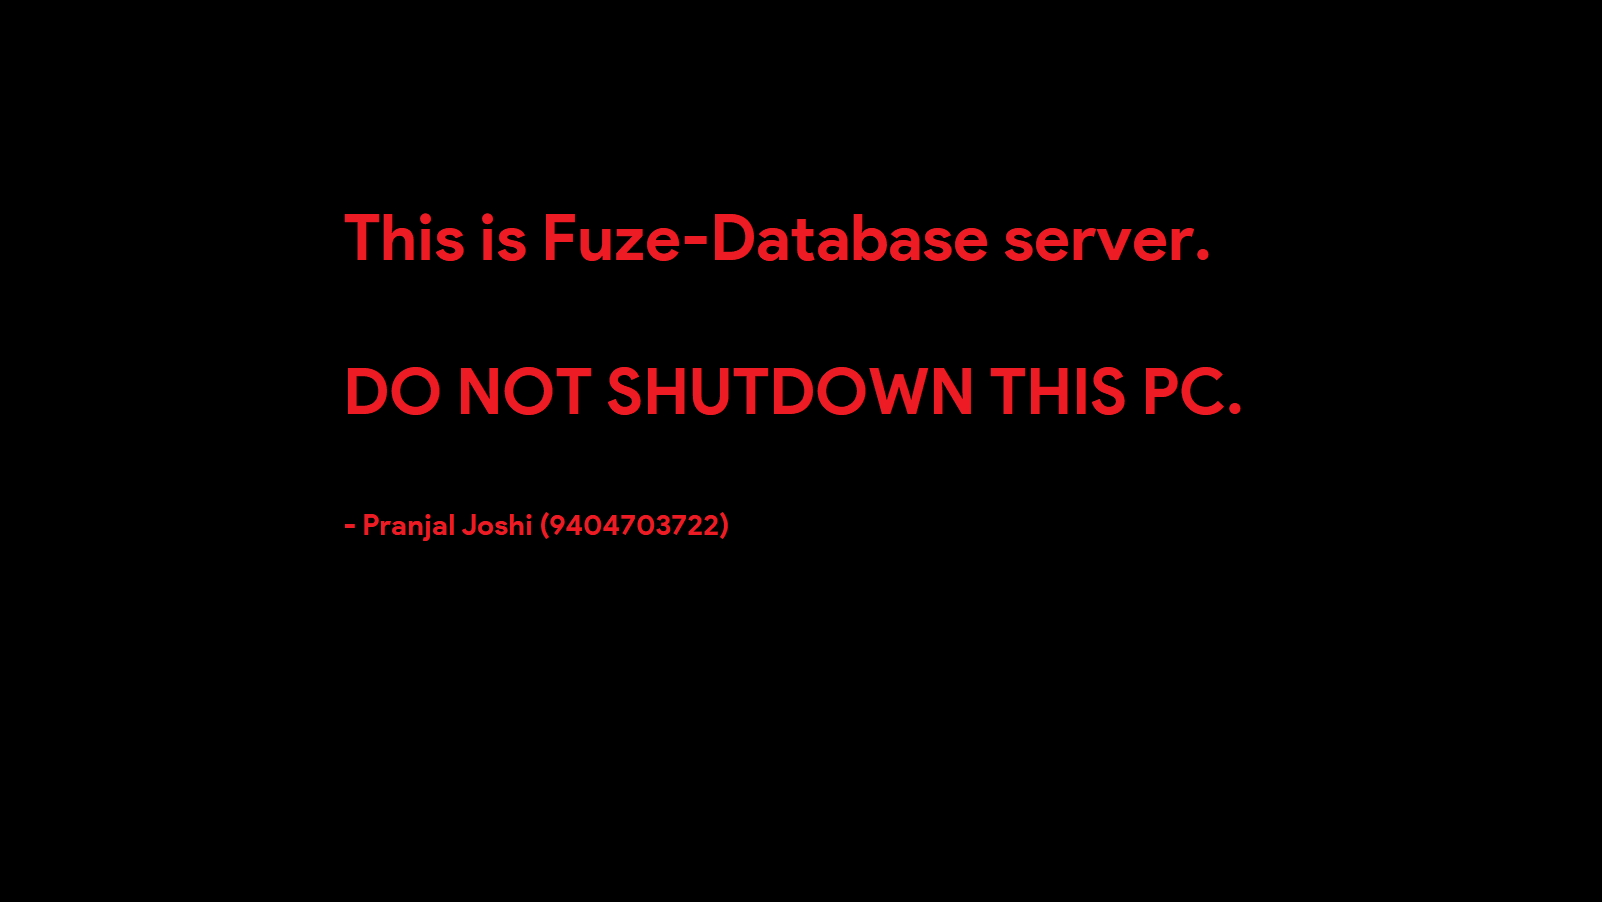 This is Fuze-Database server.
DO NOT SHUTDOWN THIS PC.
- Pranjal Joshi (9404703722)